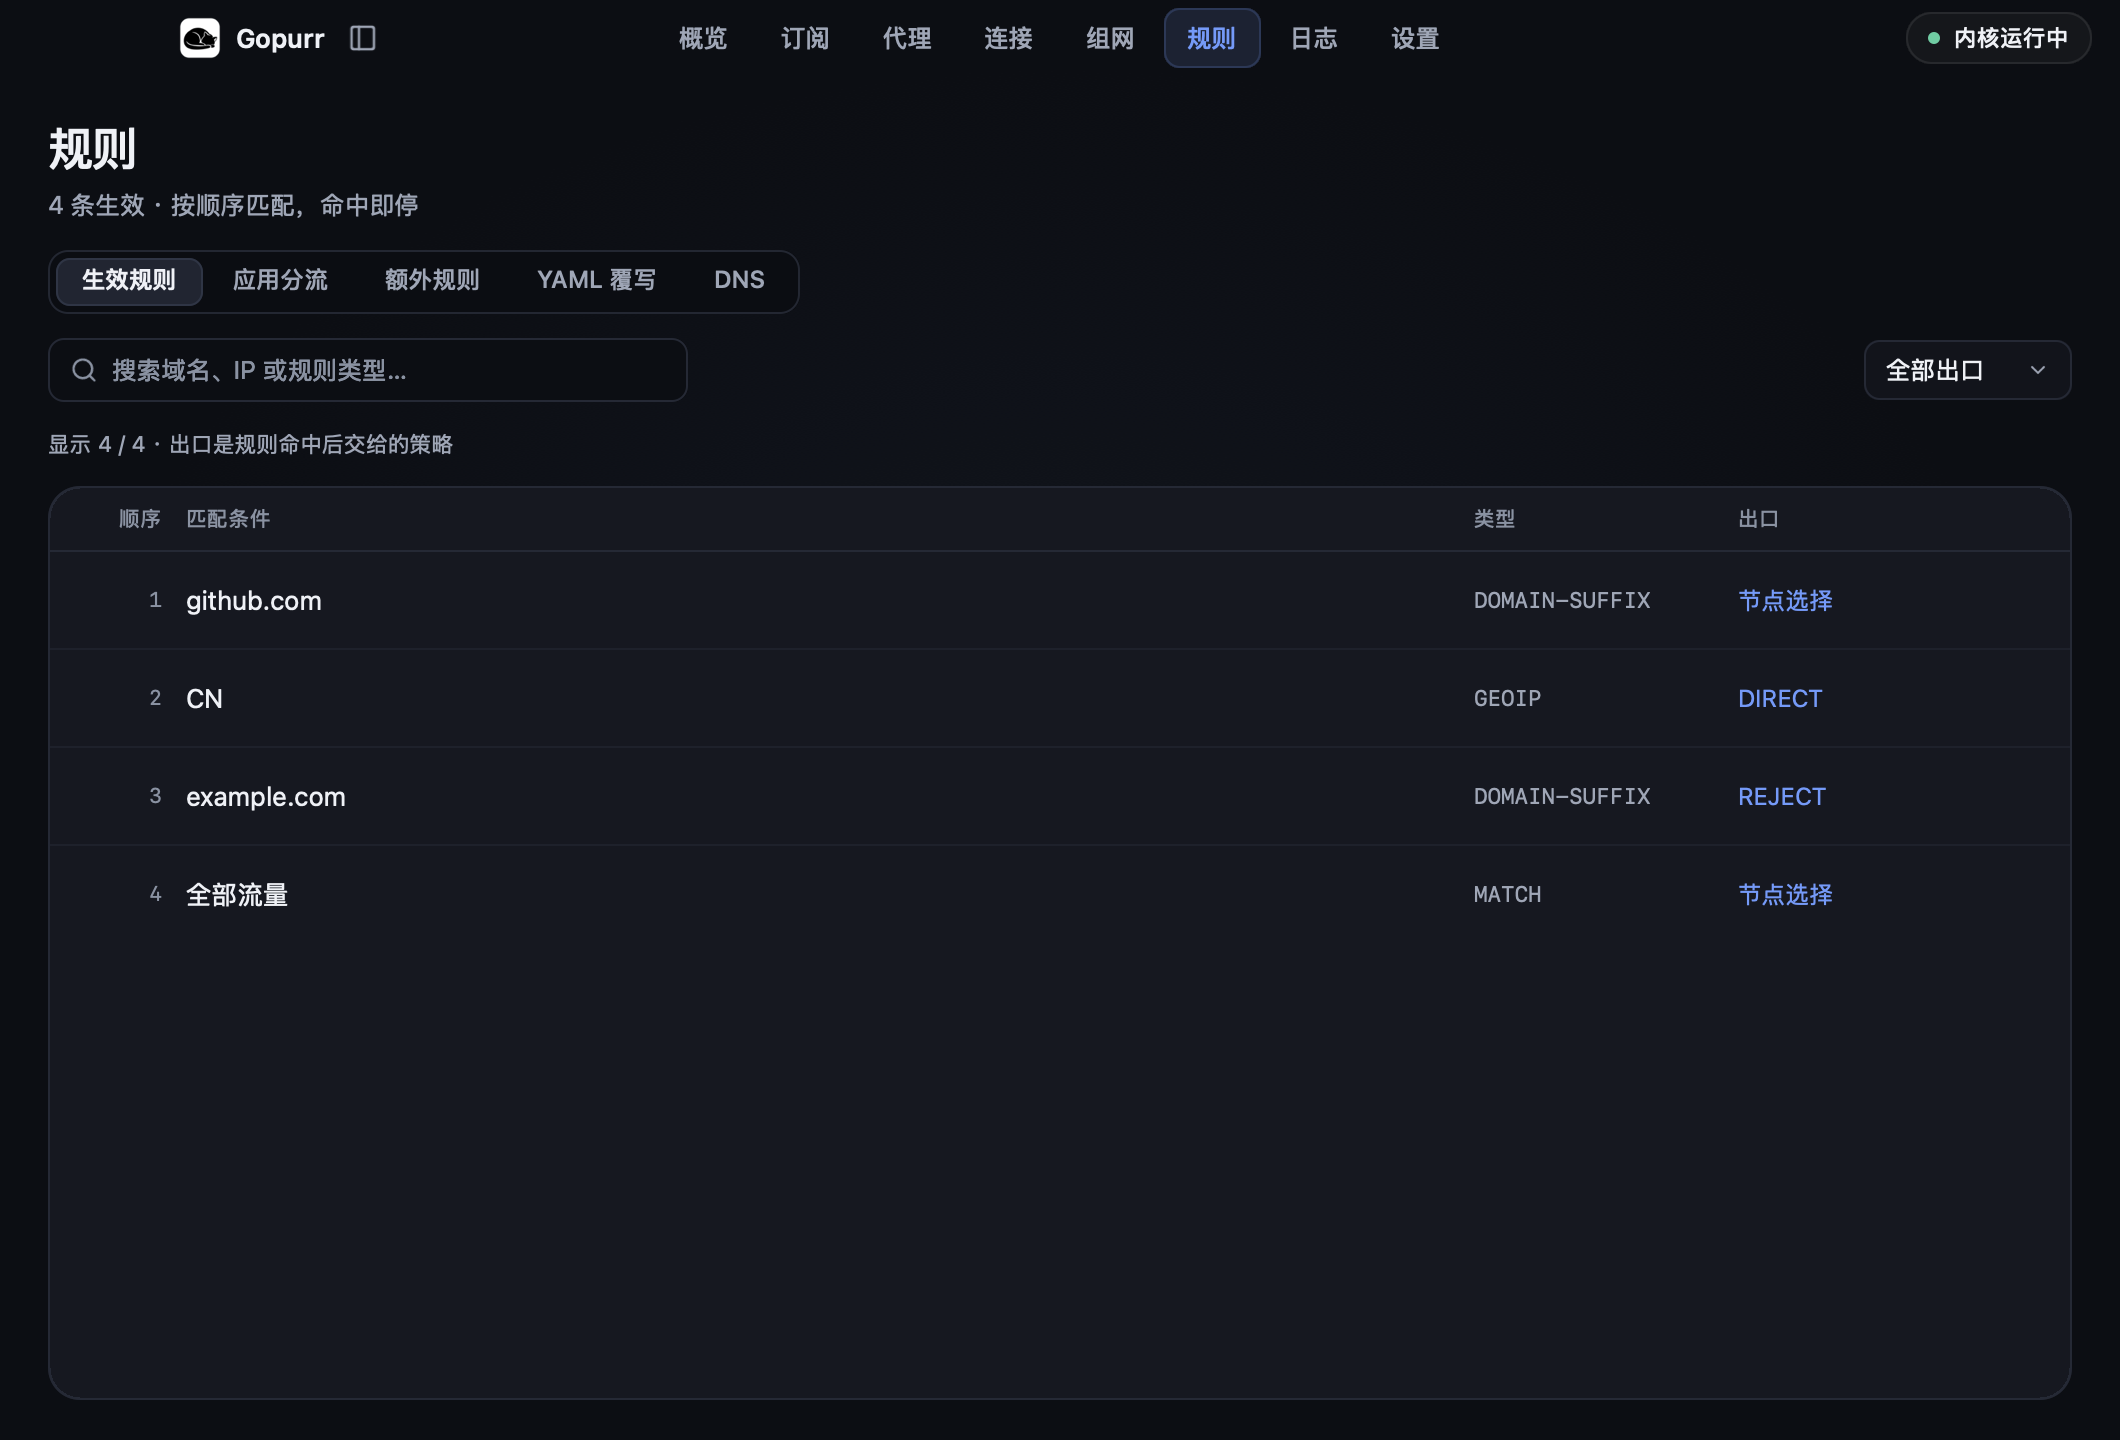 Gopurr 概览 订阅 代理 连接 组网 规则 日志 设置 内核运行中
规则
4 条生效 · 按顺序匹配，命中即停
生效规则 应用分流 额外规则 YAML 覆写 DNS
搜索域名、IP 或规则类型... 全部出口
显示 4 / 4 · 出口是规则命中后交给的策略
顺序 匹配条件 类型 出口
1 github.com DOMAIN-SUFFIX 节点选择
2 CN GEOIP DIRECT
3 example.com DOMAIN-SUFFIX REJECT
4 全部流量 MATCH 节点选择